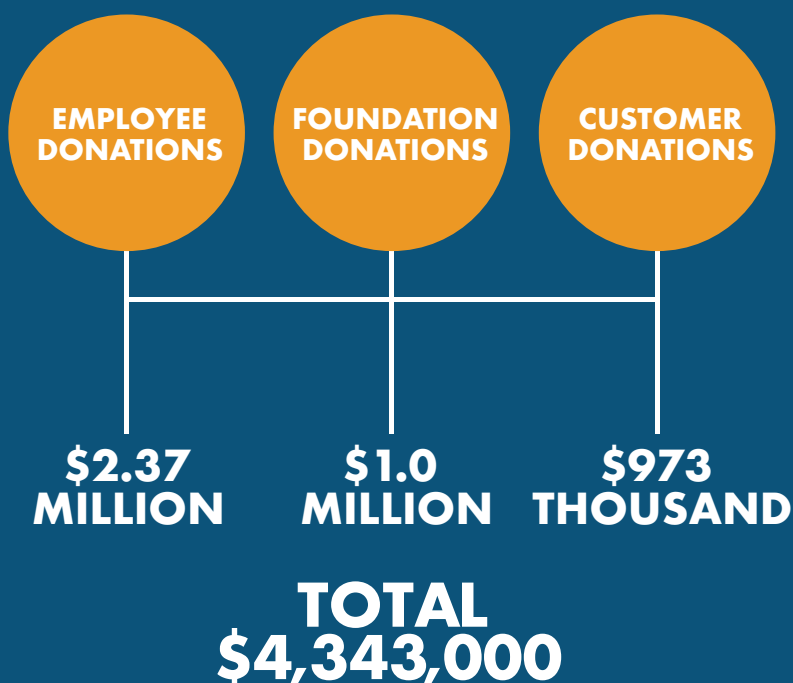 EMPLOYEE
DONATIONS
FOUNDATION
DONATIONS
CUSTOMER
DONATIONS
$2.37
MILLION
$1.0
MILLION
$973
THOUSAND
TOTAL
$4,343,000